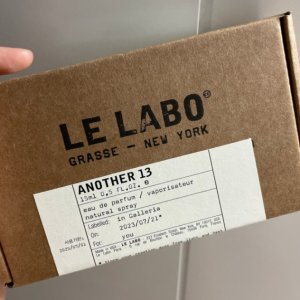 LE LABO®
GRASSE — NEW YORK
ANOTHER 13
15ml 0.5 FL.OZ. e
eau de parfum / vaporisateur
natural spray
Labelled: in Galleria
On: 2023/07/21*
For: you